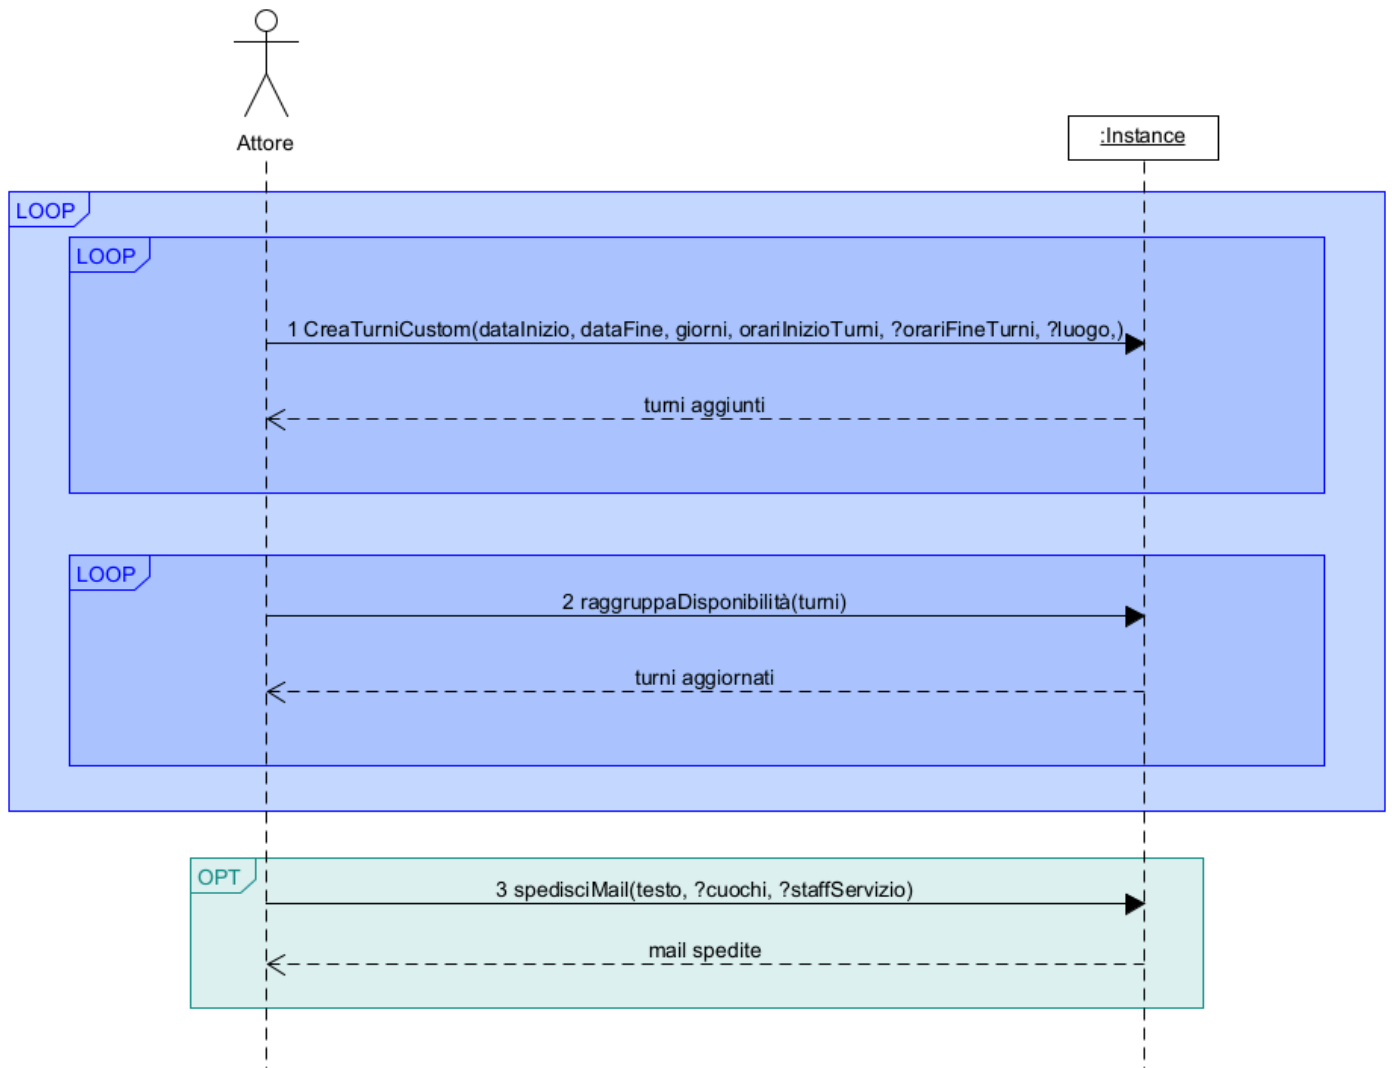 Attore
:Instance
LOOP
LOOP
1 CreaTurniCustom(dataInizio, dataFine, giorni, orariInizioTurni, ?orariFineTurni, ?luogo,)
turni aggiunti
LOOP
2 raggruppaDisponibilità(turni)
turni aggiornati
OPT
3 spedisciMail(testo, ?cuochi, ?staffServizio)
mail spedite